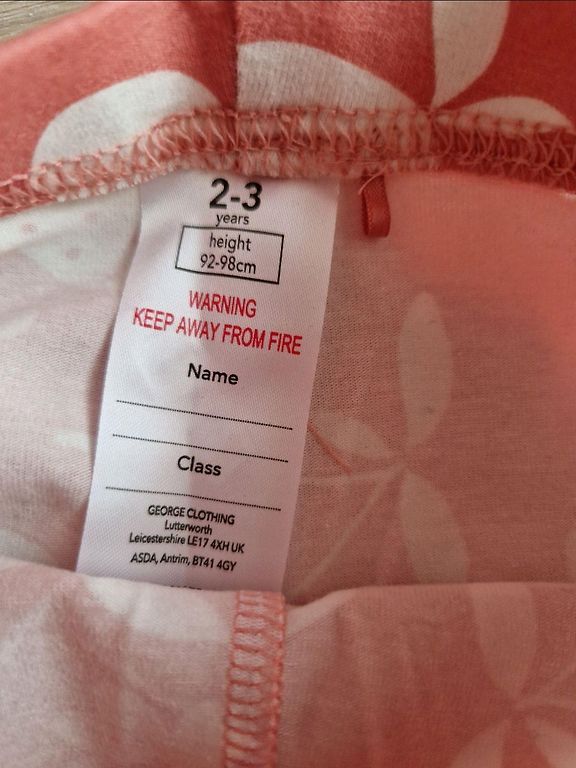 2-3
years
height
92-98cm
WARNING
KEEP AWAY FROM FIRE
Name
Class
GEORGE CLOTHING
Lutterworth
Leicestershire LE17 4XH UK
ASDA, Antrim, BT41 4GY